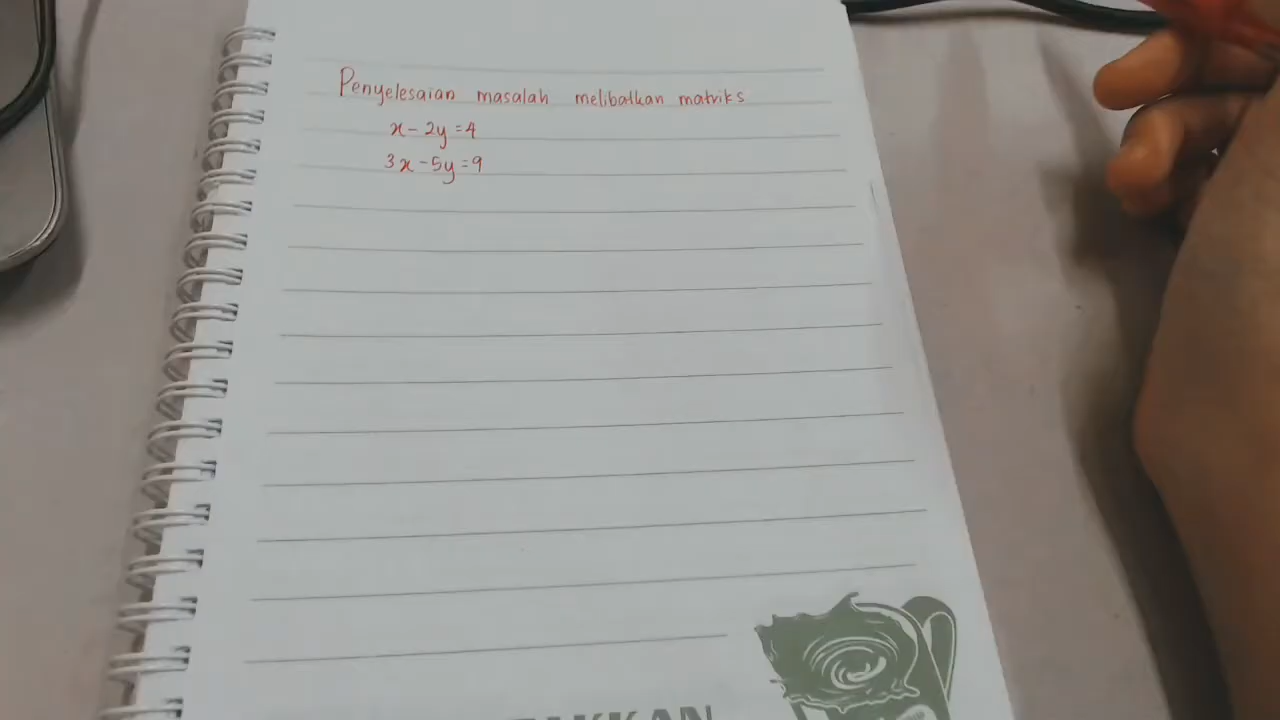 Penyelesaian masalah melibatkan matriks
x - 2y = 4
3x - 5y = 9